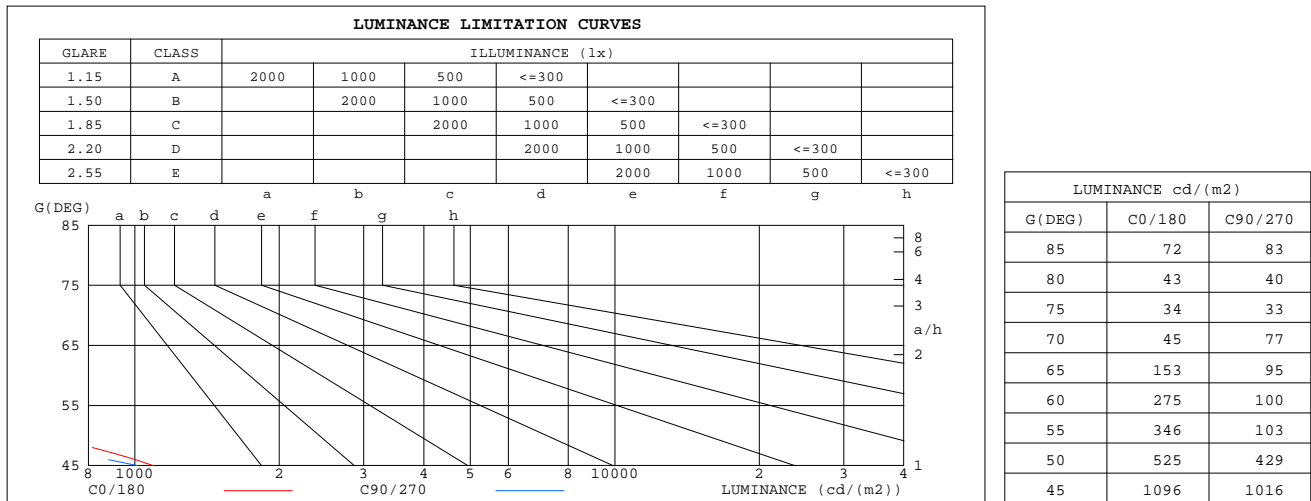 LUMINANCE LIMITATION CURVES
GLARE CLASS ILLUMINANCE (lx)
1.15 A 2000 1000 500 <=300
1.50 B 2000 1000 500 <=300
1.85 C 2000 1000 500 <=300
2.20 D 2000 1000 500 <=300
2.55 E 2000 1000 500 <=300
a b c d e f g h
G(DEG)
a b c d e f g h
85
75
65
55
45
8
6
4
3
a/h
2
1
8 1000 2 3 4 5 6 8 10000 2 3 4
C0/180 C90/270 LUMINANCE (cd/(m2))
LUMINANCE cd/(m2)
G(DEG) C0/180 C90/270
85 72 83
80 43 40
75 34 33
70 45 77
65 153 95
60 275 100
55 346 103
50 525 429
45 1096 1016